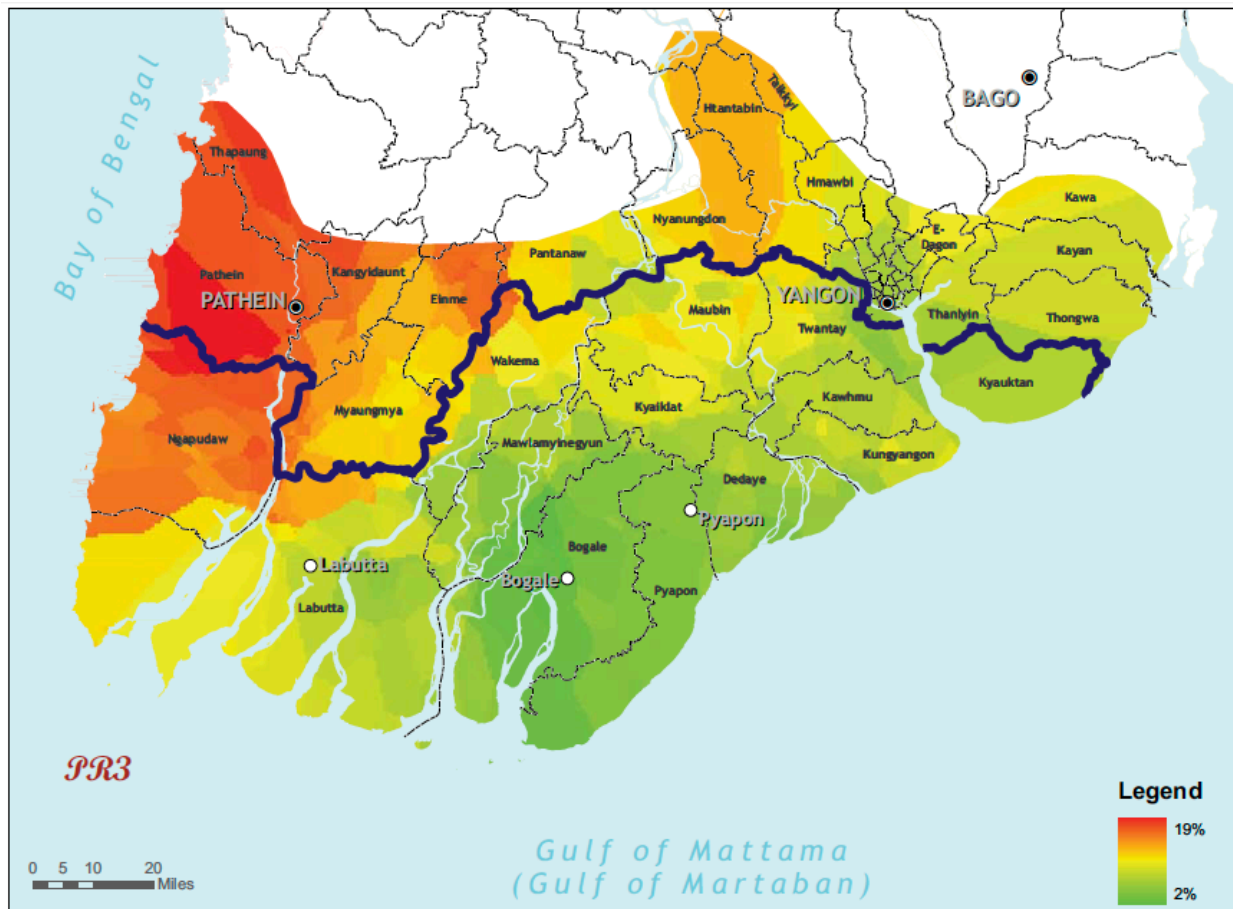 Bay of Bengal
BAGO
Taikkyi
Htantabin
Thapaung
Hmawbi
Kawa
Nyanungdon
E-
Dagon
Pantanaw
Kayan
Pathein
Kangyidaunt
PATHEIN
Einme
YANGON
Maubin
Thanlyin
Thongwa
Twantay
Wakema
Kyauktan
Kawhmu
Myaungmya
Kyaiklat
Ngapudaw
Mawlamyinegyun
Kungyangon
Dedaye
Pyapon
Bogale
Labutta
Bogale
Pyapon
Labutta
PR3
Legend
19%
2%
Gulf of Mattama
(Gulf of Martaban)
0 5 10 20
Miles